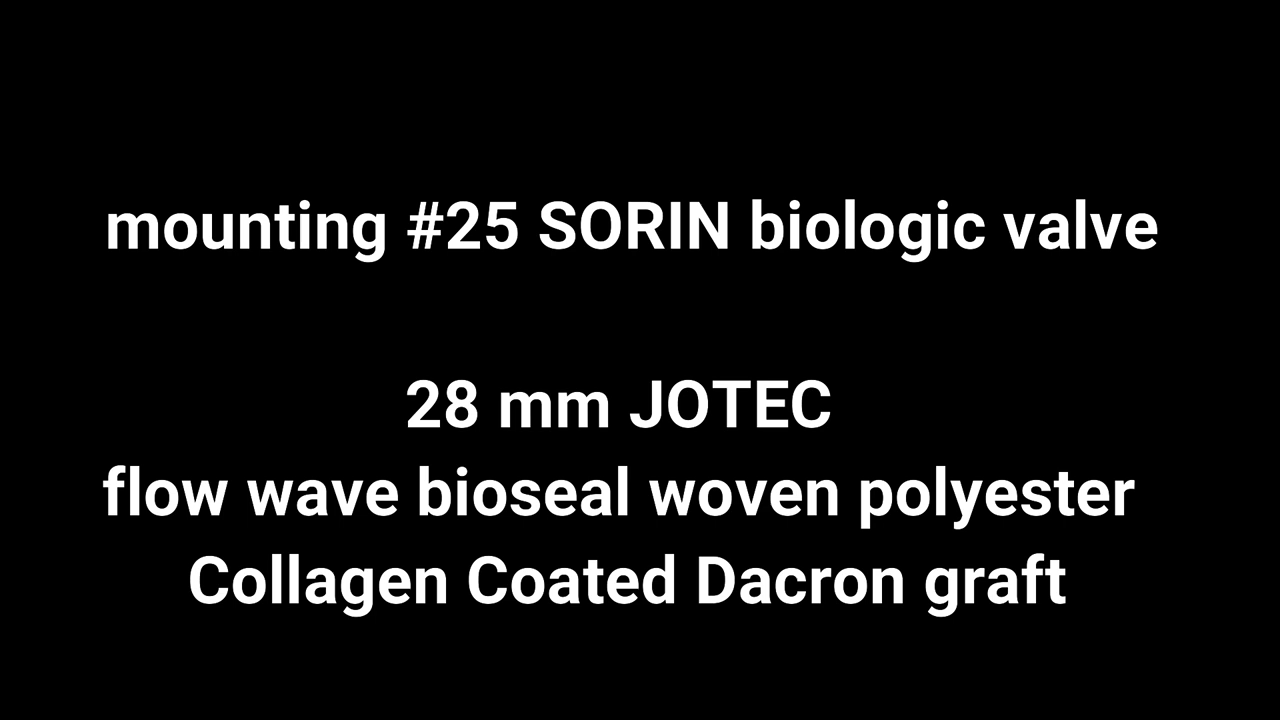 mounting #25 SORIN biologic valve
28 mm JOTEC
flow wave bioseal woven polyester
Collagen Coated Dacron graft